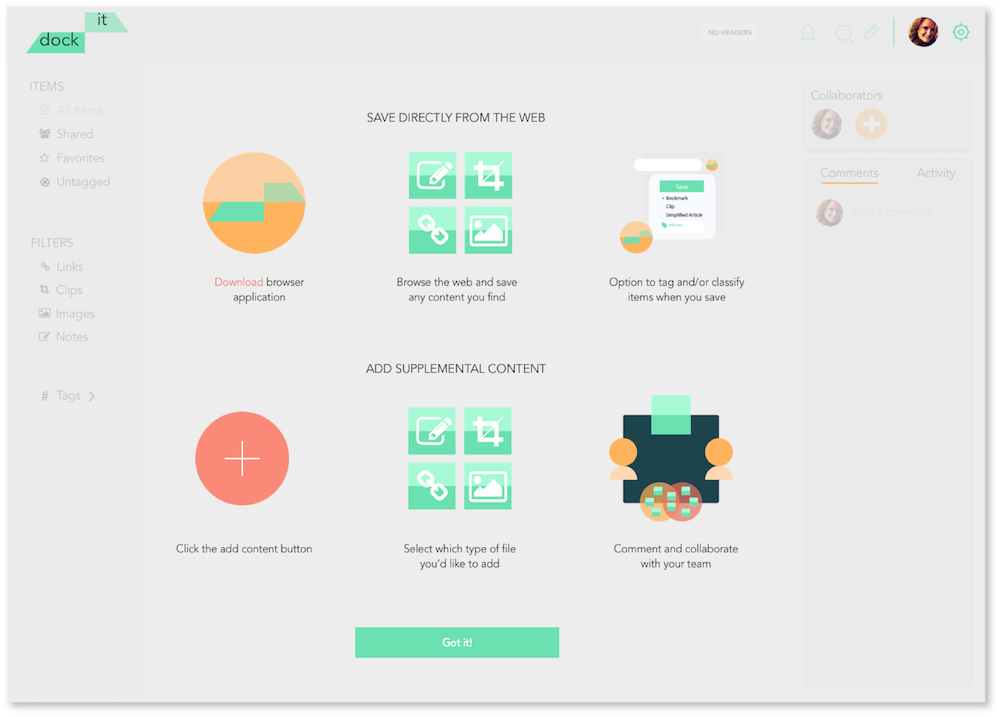 it
dock
NO HEADERS
ITEMS
All Items
Shared
Favorites
Untagged
FILTERS
Links
Clips
Images
Notes
# Tags
SAVE DIRECTLY FROM THE WEB
Download browser
application
Browse the web and save
any content you find
Save
Bookmark
Clip
Simplified Article
Option to tag and/or classify
items when you save
ADD SUPPLEMENTAL CONTENT
Click the add content button
Select which type of file
you'd like to add
Comment and collaborate
with your team
Got it!
Collaborators
Comments
Activity
Write a comment...